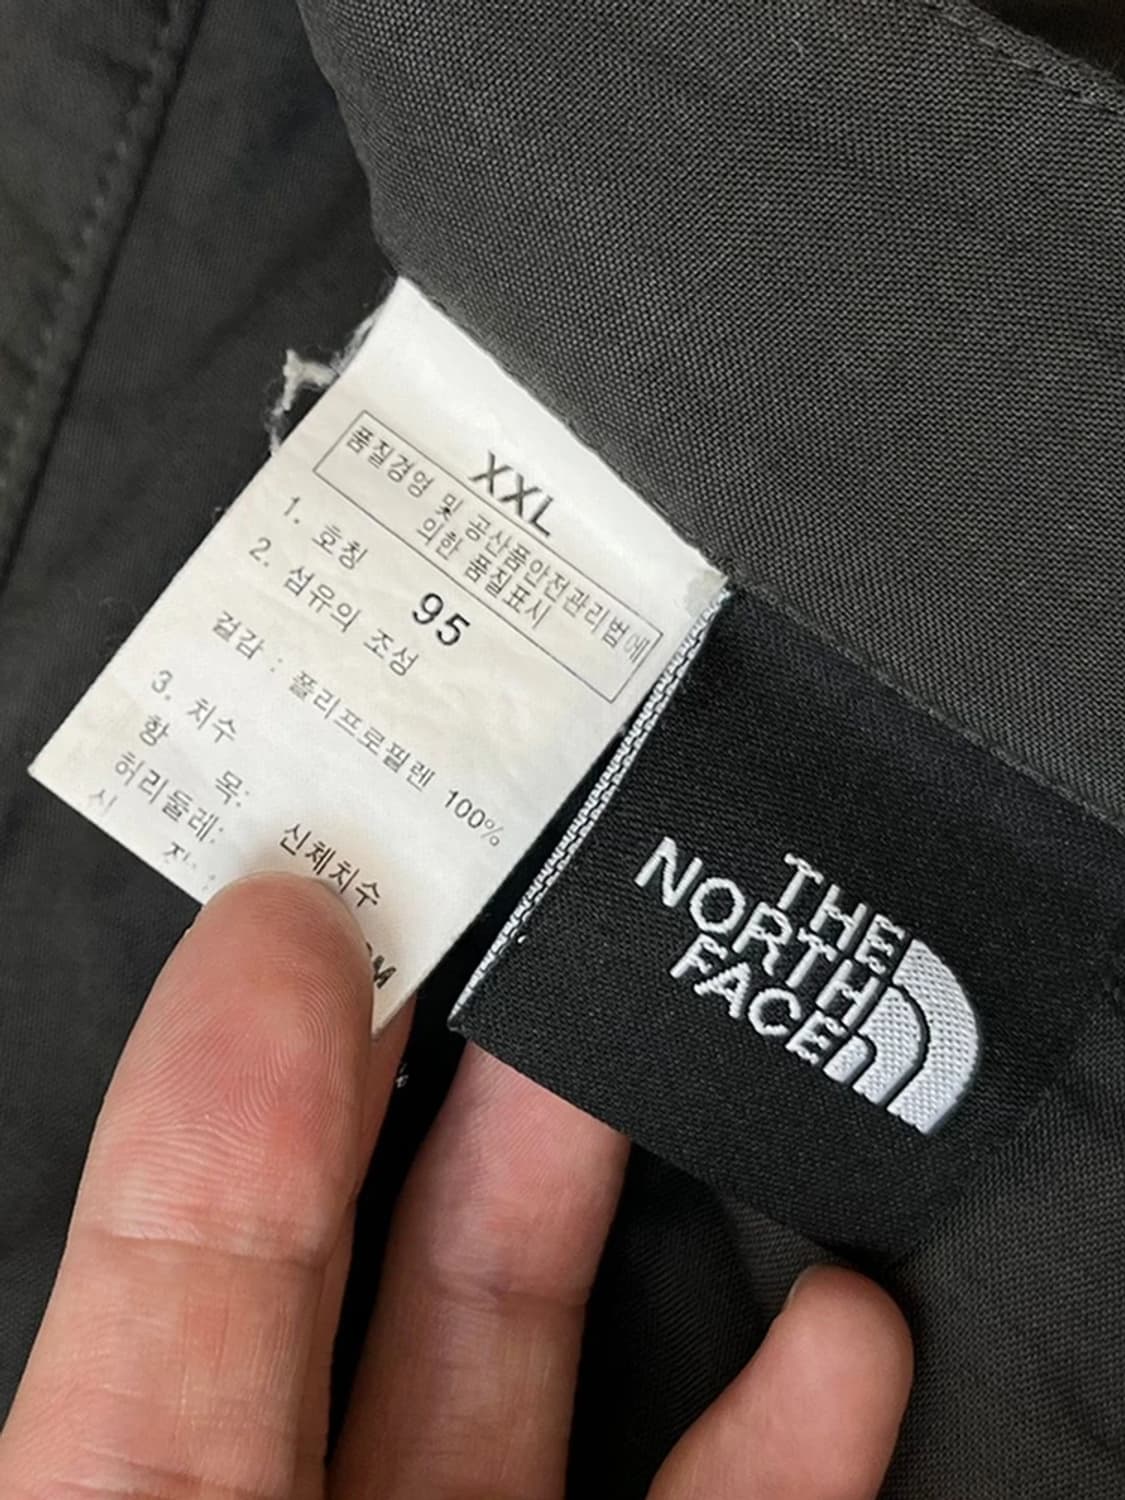 XXL
품질경영 및 공산품안전관리법에
의한 품질표시
1. 호칭 95
2. 섬유의 조성
겉감 : 폴리프로필렌 100%
3. 치수
항 목: 신체치수
허리둘레:
THE
NORTH
FACE